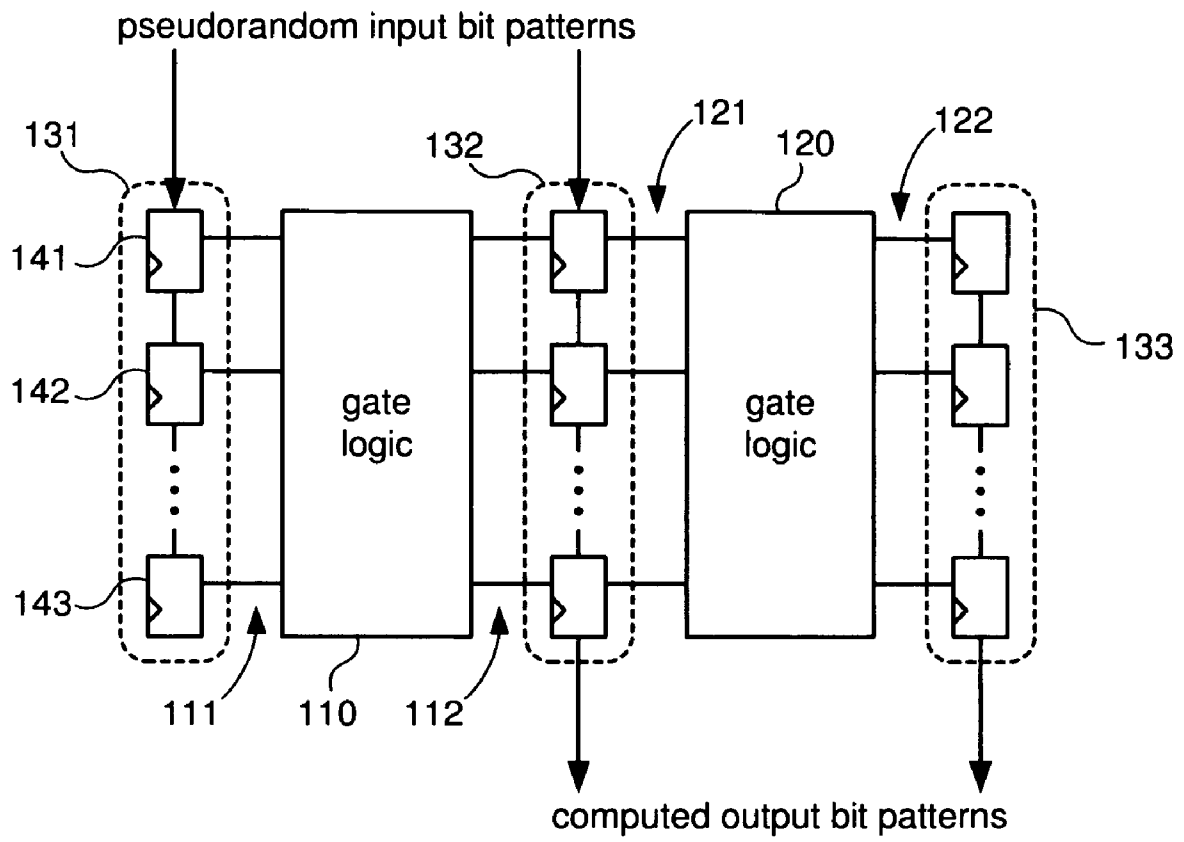 pseudorandom input bit patterns
131
132
121
120
122
141
142
143
gate
logic
gate
logic
133
111
110
112
computed output bit patterns